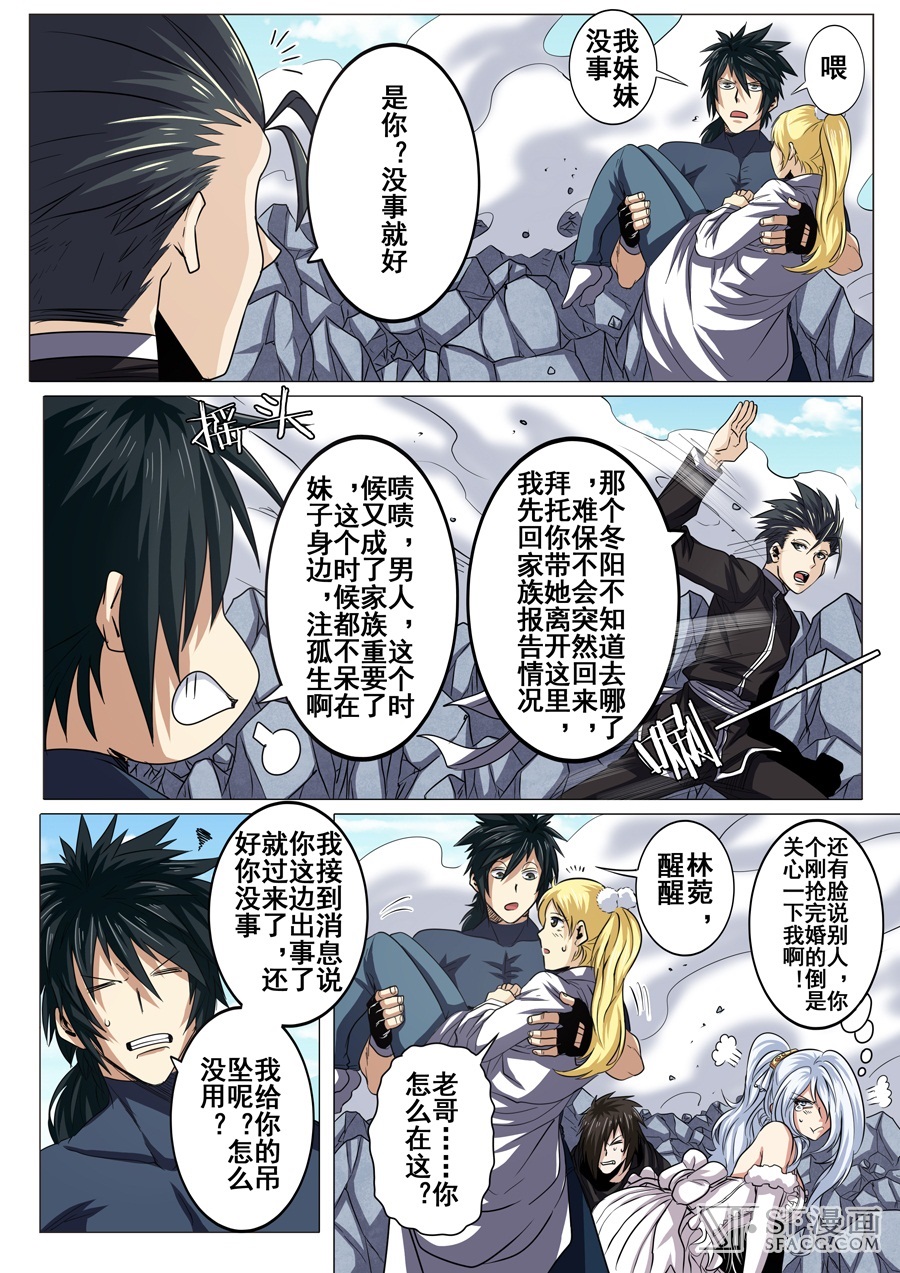 喂
我妹妹
没事
是你？没事就好
那个冬阳不知道去哪了
，难保不会突然回来，
拜托你带她离开这里，
我先回家族报告情况
摇头
啧啧，男人，这个时
候又成了家族重要了
，这个时候都不呆在
妹子身边，注孤生啊
还有脸说别人，你
个刚抢完婚的倒是
关心一下我啊！
林菀，
醒醒
老哥……你
怎么在这？
我接到消息说
你这边出事了
就过来了，还
好你没事
我给你的吊
坠呢？怎么
没用？
SF漫画
SFACG.COM